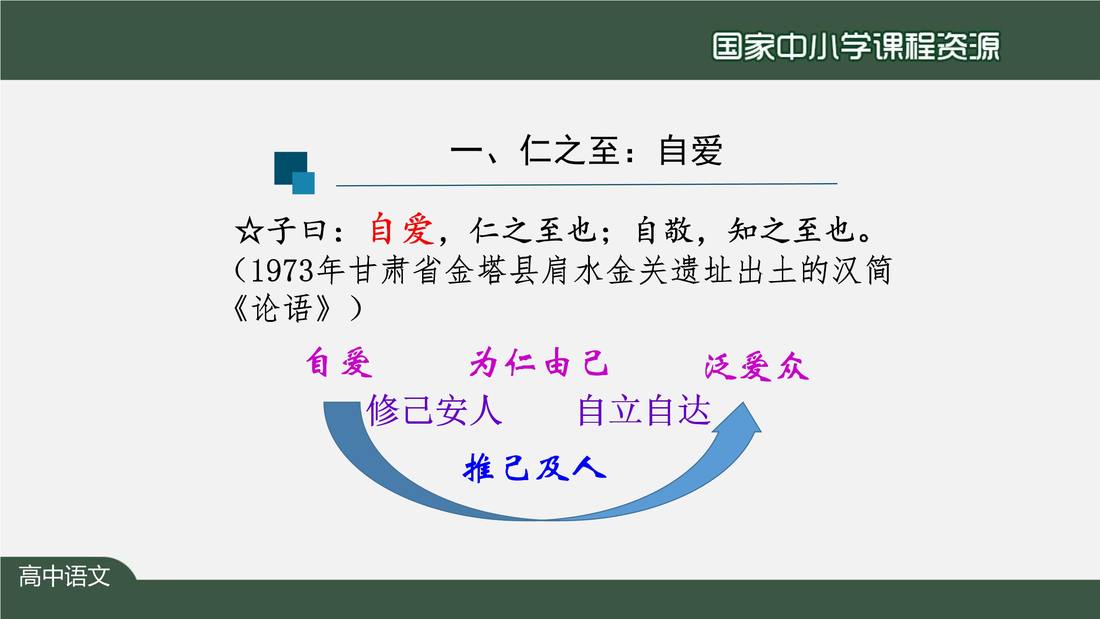 国家中小学课程资源
一、仁之至：自爱
☆子曰：自爱，仁之至也；自敬，知之至也。
（1973年甘肃省金塔县肩水金关遗址出土的汉简
《论语》）
自爱 为仁由己 泛爱众
修己安人 自立自达
推己及人
高中语文